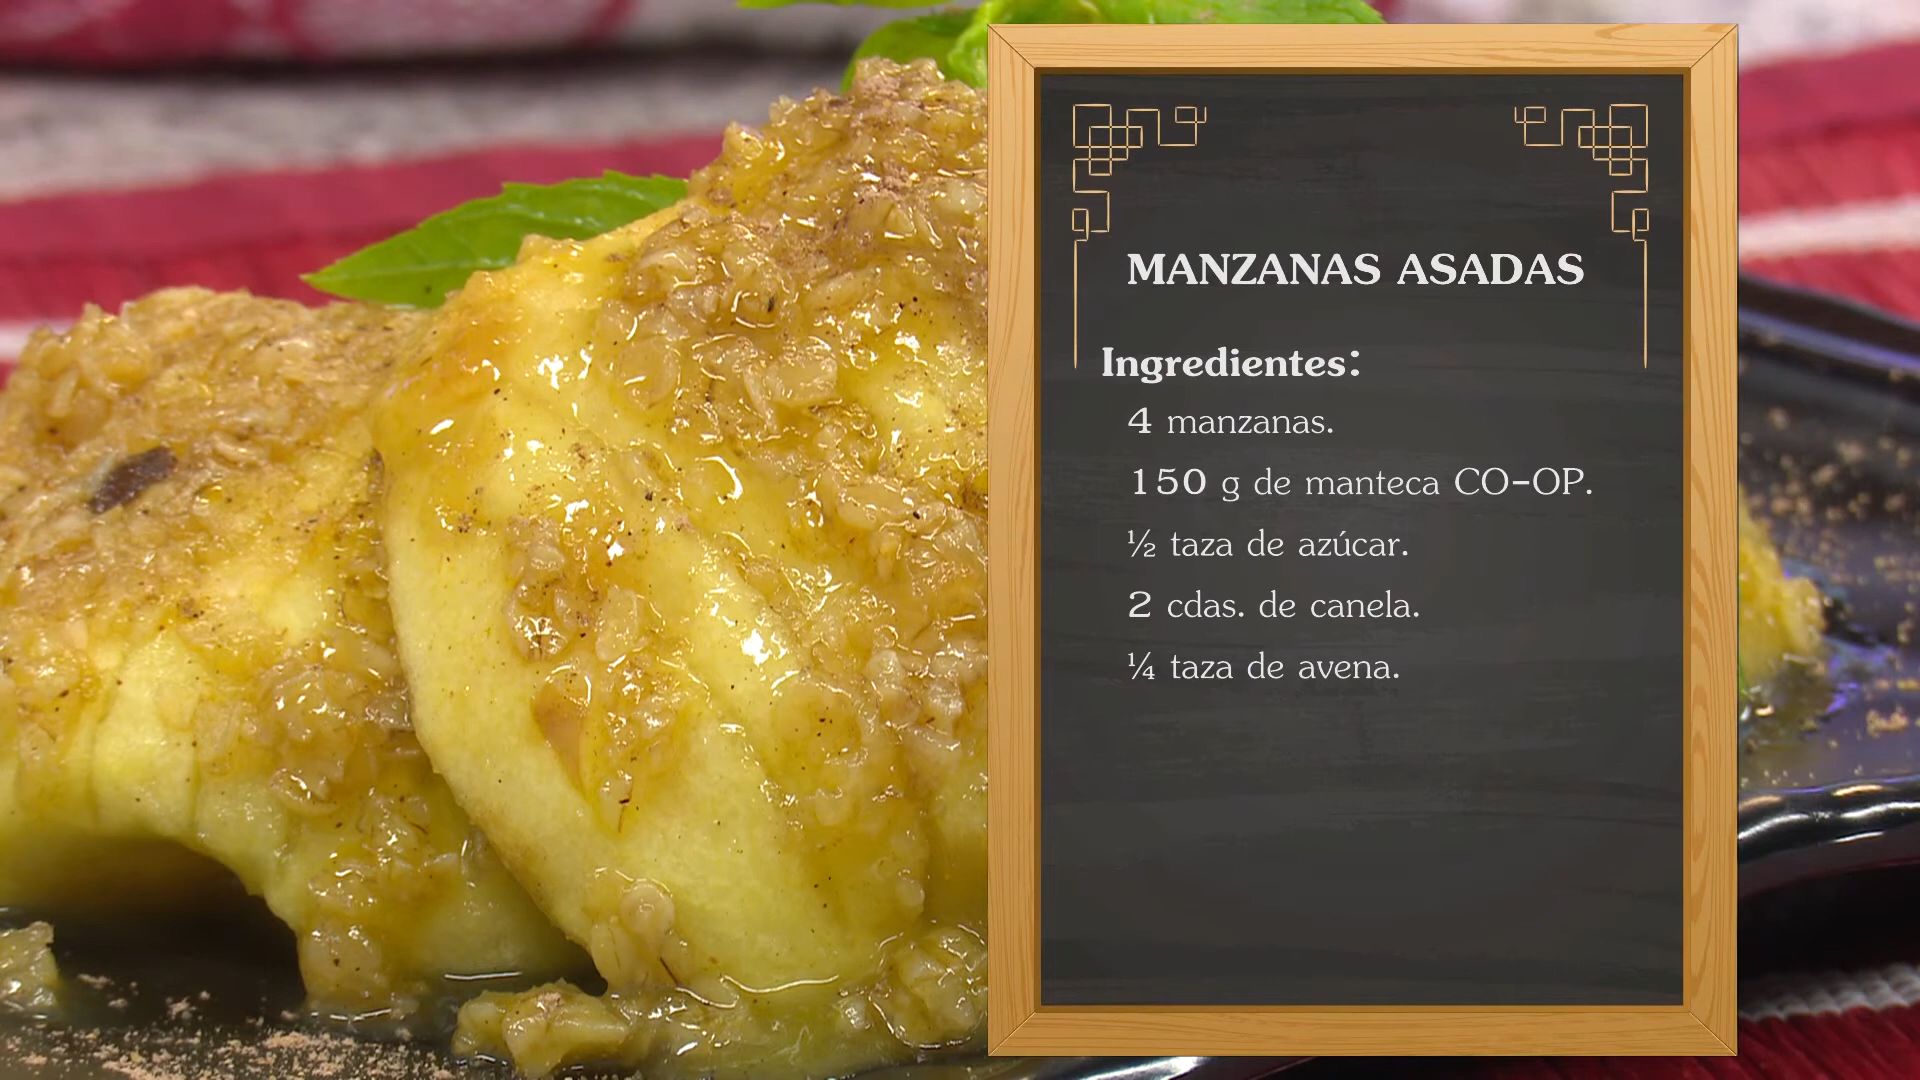 MANZANAS ASADAS
Ingredientes:
4 manzanas.
150 g de manteca CO-OP.
½ taza de azúcar.
2 cdas. de canela.
¼ taza de avena.